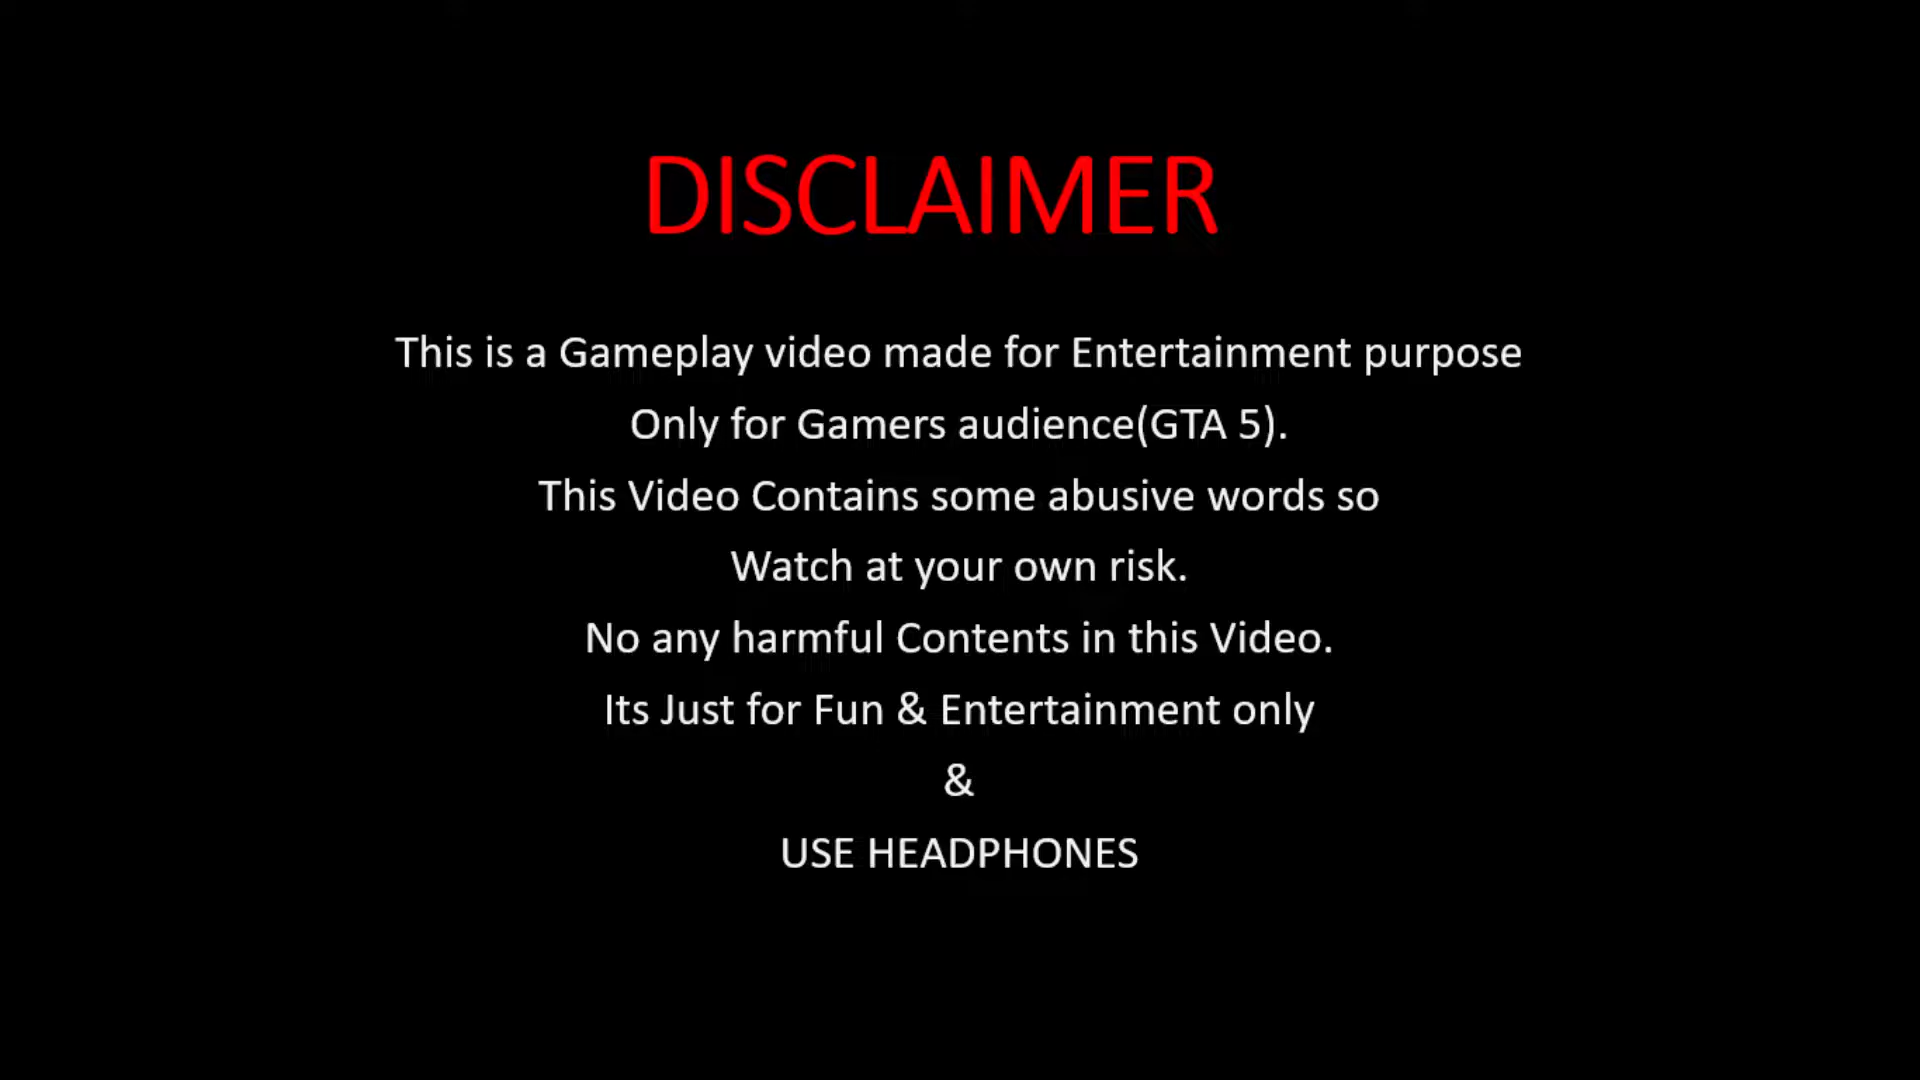 DISCLAIMER
This is a Gameplay video made for Entertainment purpose
Only for Gamers audience(GTA 5).
This Video Contains some abusive words so
Watch at your own risk.
No any harmful Contents in this Video.
Its Just for Fun & Entertainment only
&
USE HEADPHONES